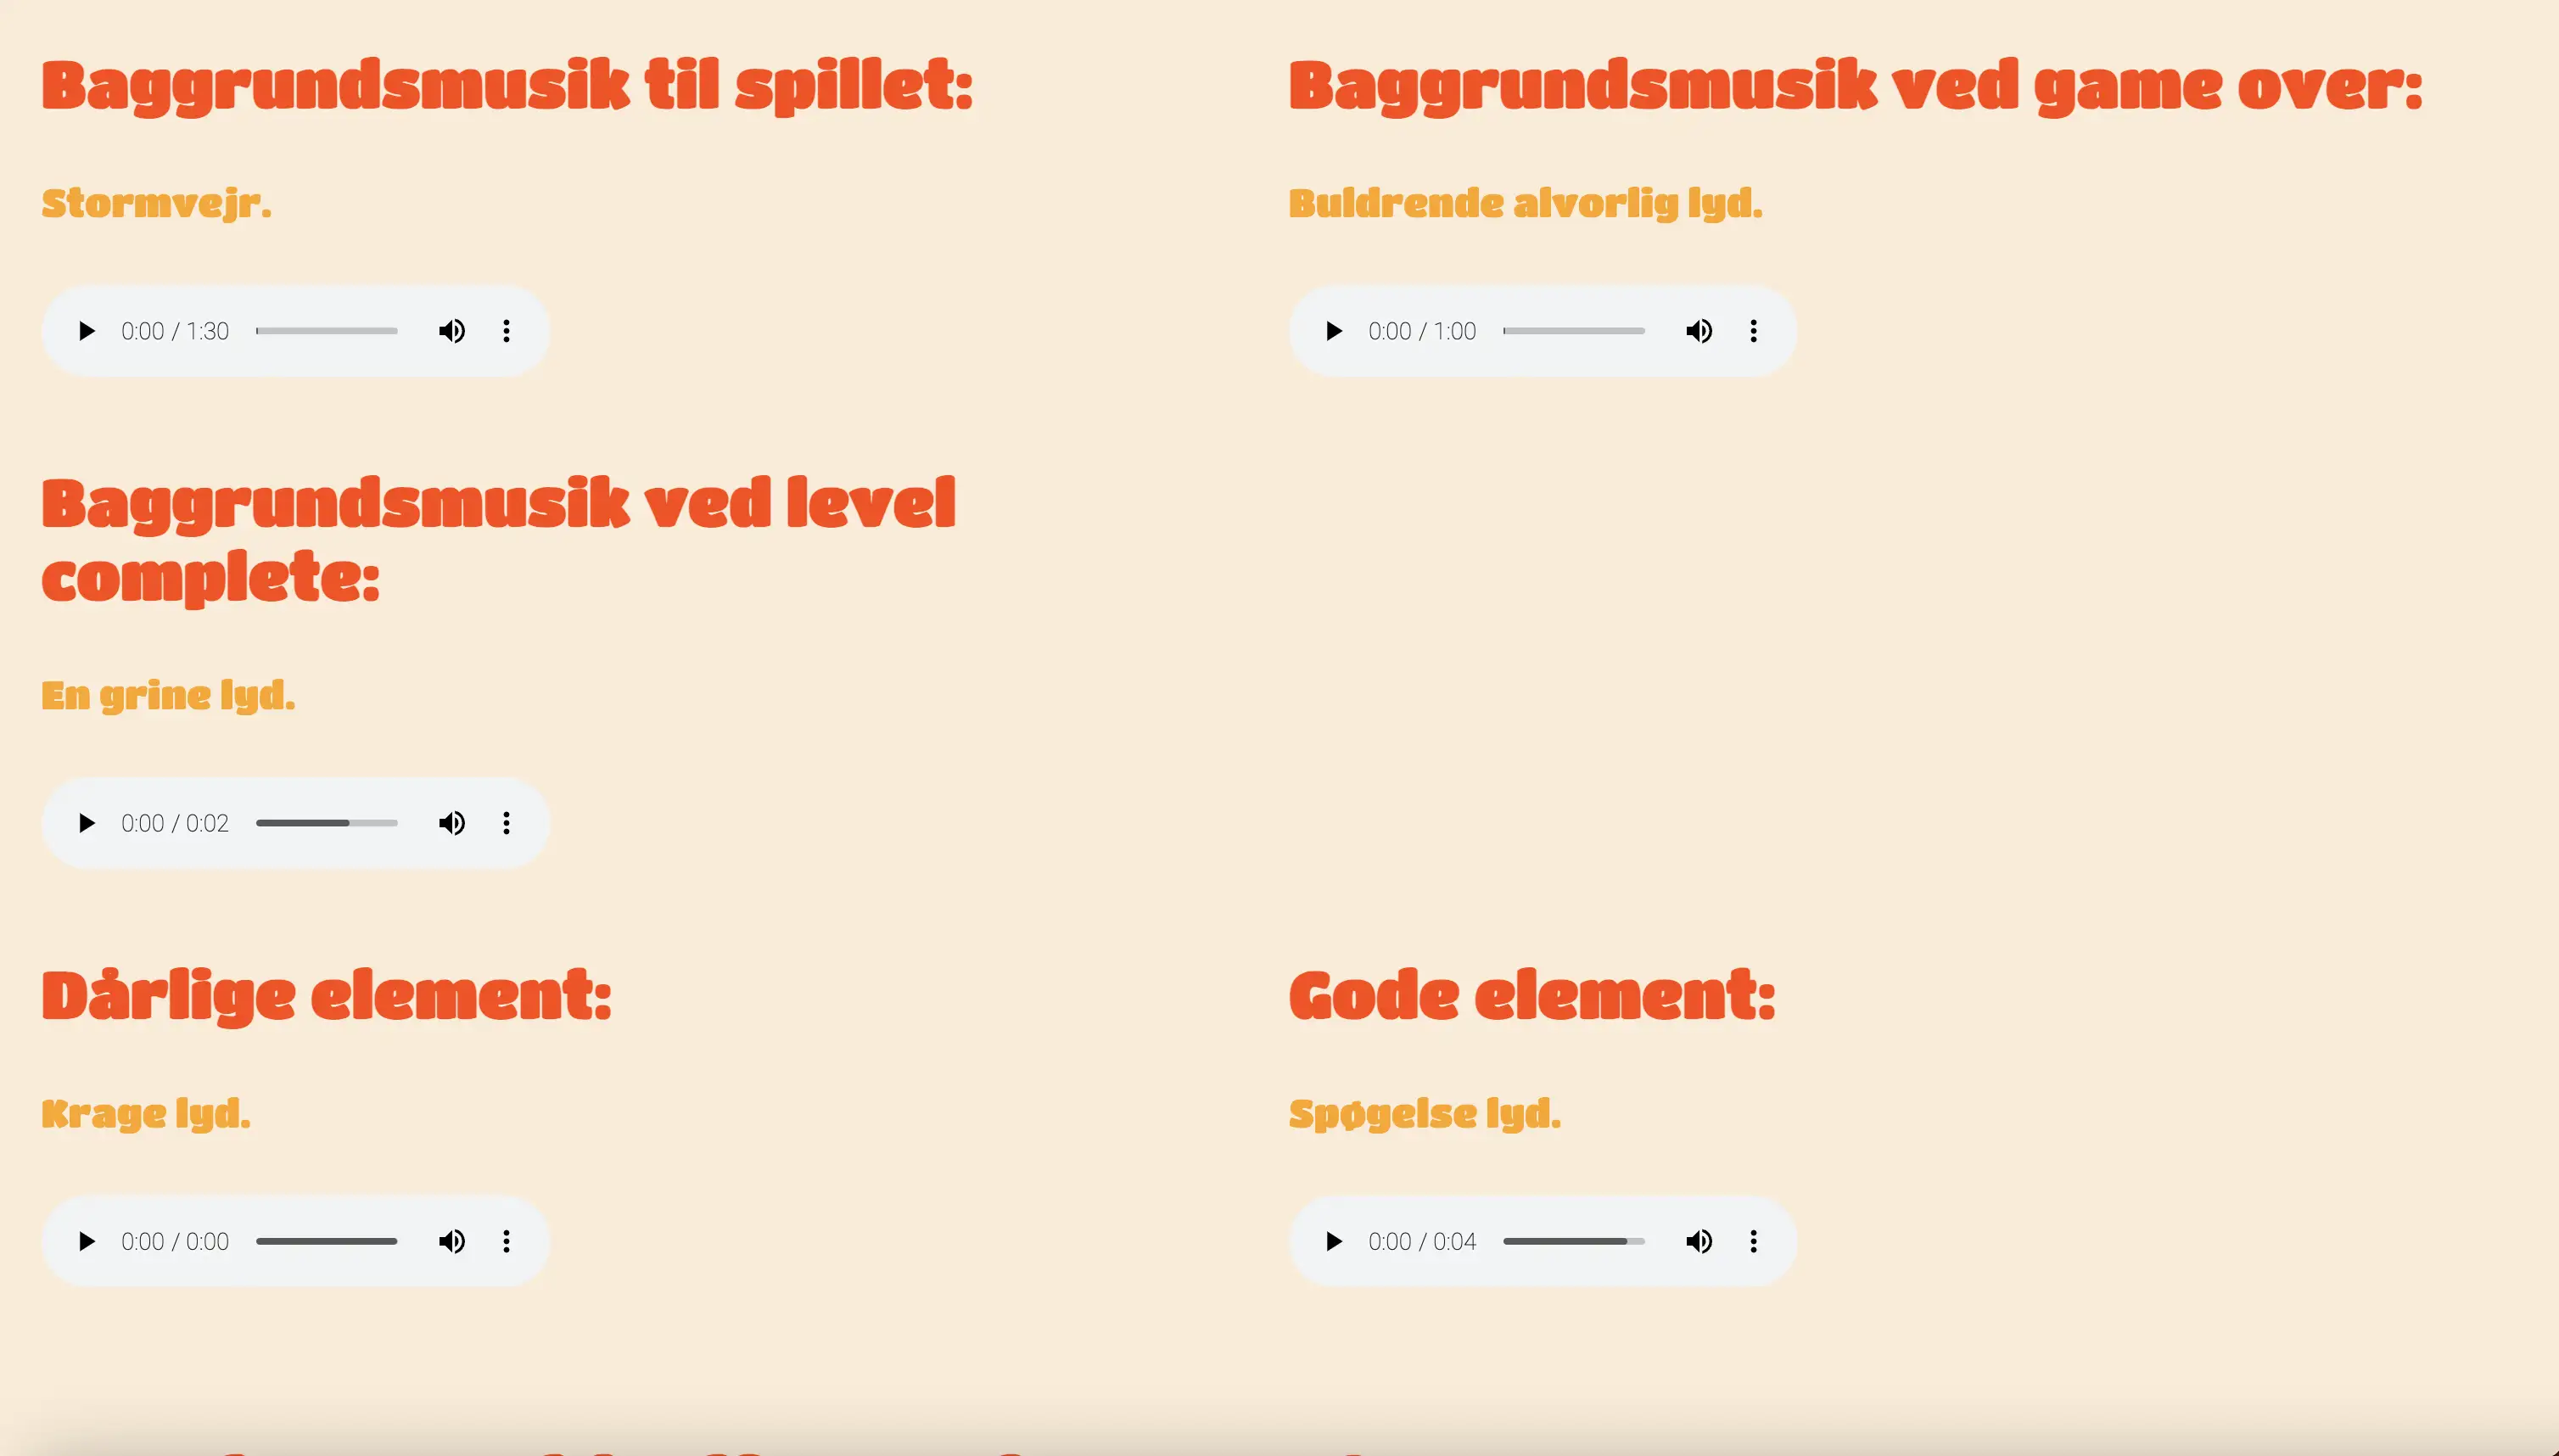 Baggrundsmusik til spillet:
Stormvejr.
0:00 / 1:30
Baggrundsmusik ved game over:
Buldrende alvorlig lyd.
0:00 / 1:00
Baggrundsmusik ved level
complete:
En grine lyd.
0:00 / 0:02
Dårlige element:
Krage lyd.
0:00 / 0:00
Gode element:
Spøgelse lyd.
0:00 / 0:04